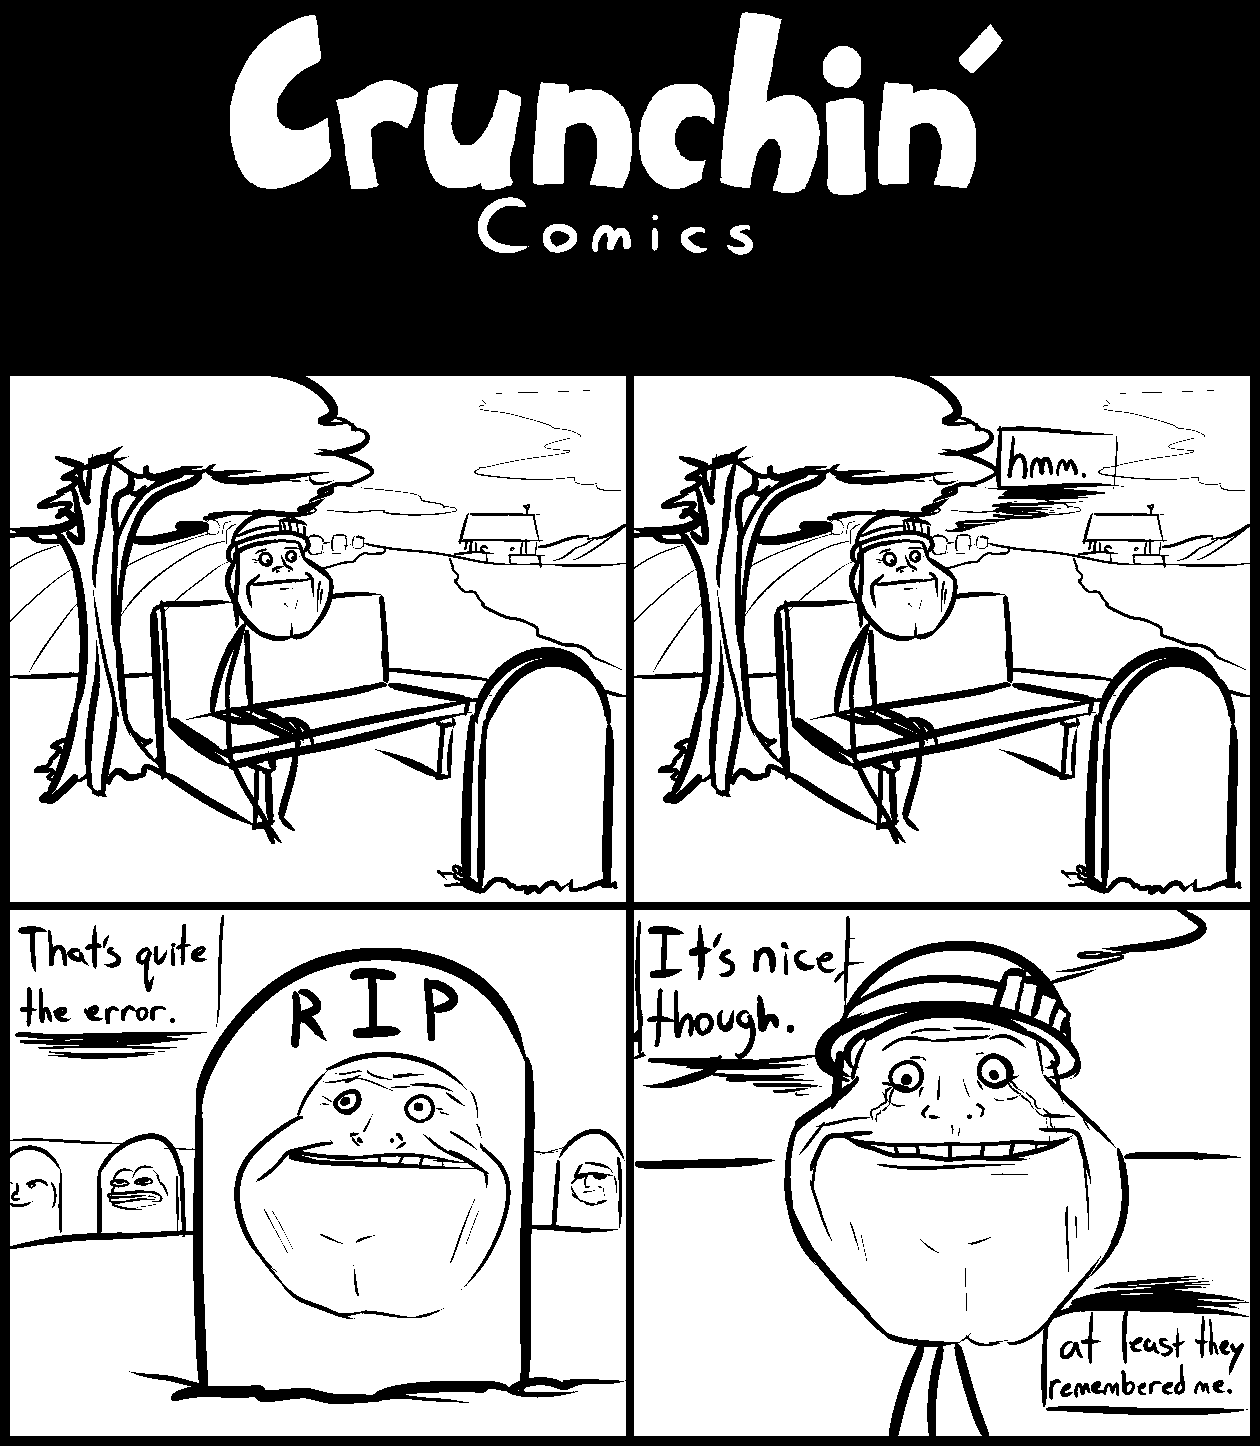 Crunchin'
Comics
hmm.
That's quite
the error.
RIP
It's nice
though.
at least they
remembered me.